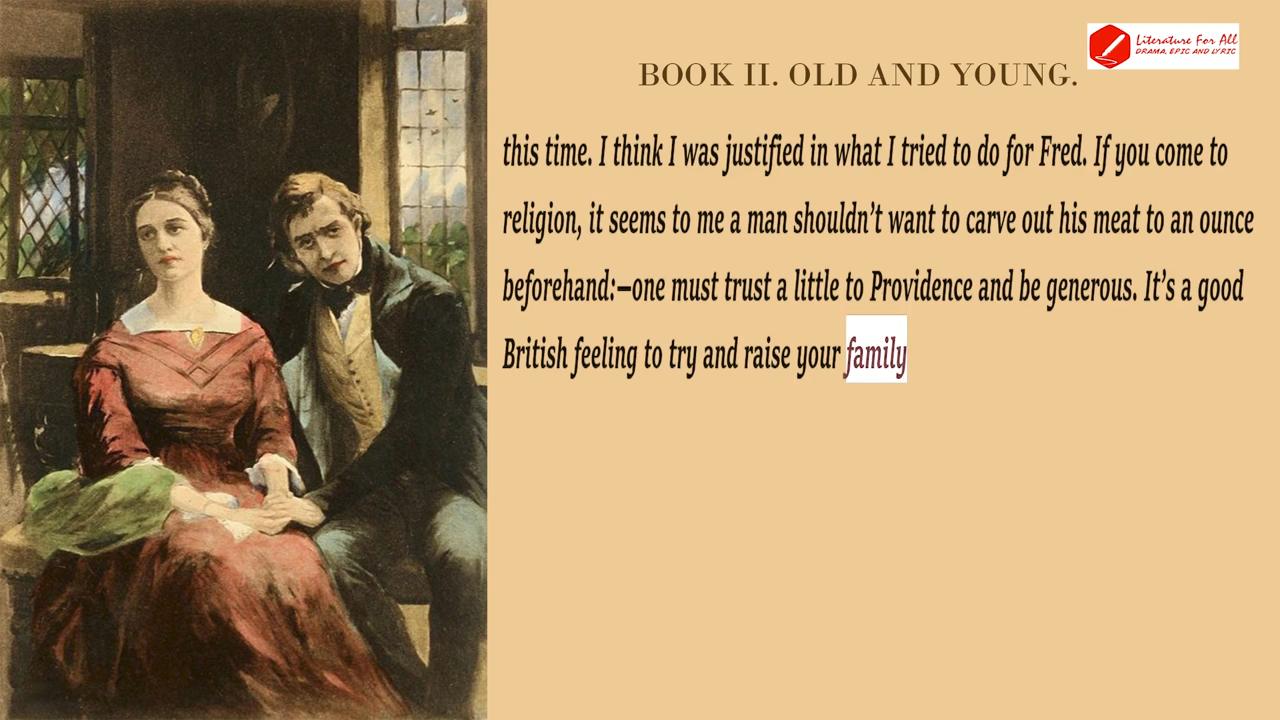 Literature For All
DRAMA, EPIC AND LYRIC
BOOK II. OLD AND YOUNG.
this time. I think I was justified in what I tried to do for Fred. If you come to
religion, it seems to me a man shouldn’t want to carve out his meat to an ounce
beforehand:—one must trust a little to Providence and be generous. It’s a good
British feeling to try and raise your family